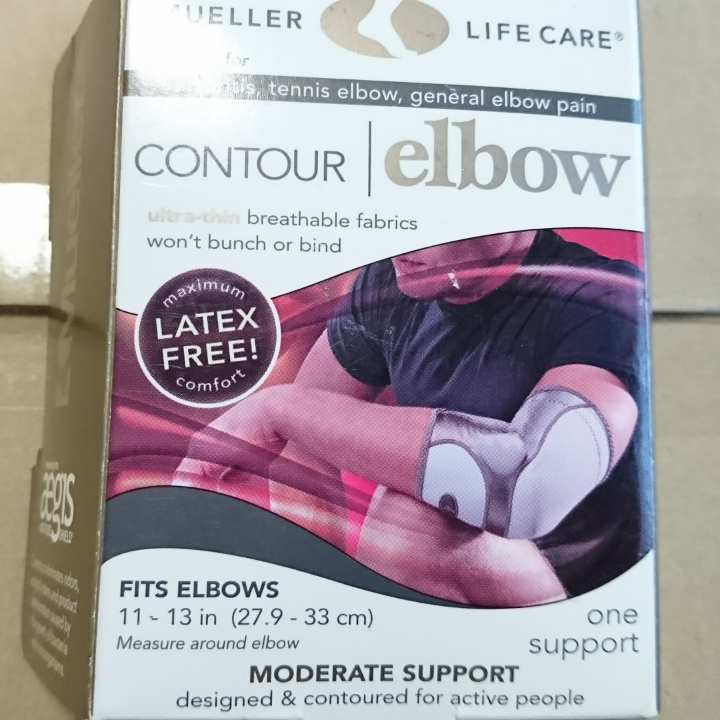 MUELLER LIFE CARE®
for
tennis elbow, general elbow pain
CONTOUR elbow
ultra-thin breathable fabrics
won't bunch or bind
maximum
LATEX
FREE!
comfort
aegis
FITS ELBOWS
11 - 13 in (27.9 - 33 cm)
Measure around elbow
one
support
MODERATE SUPPORT
designed & contoured for active people